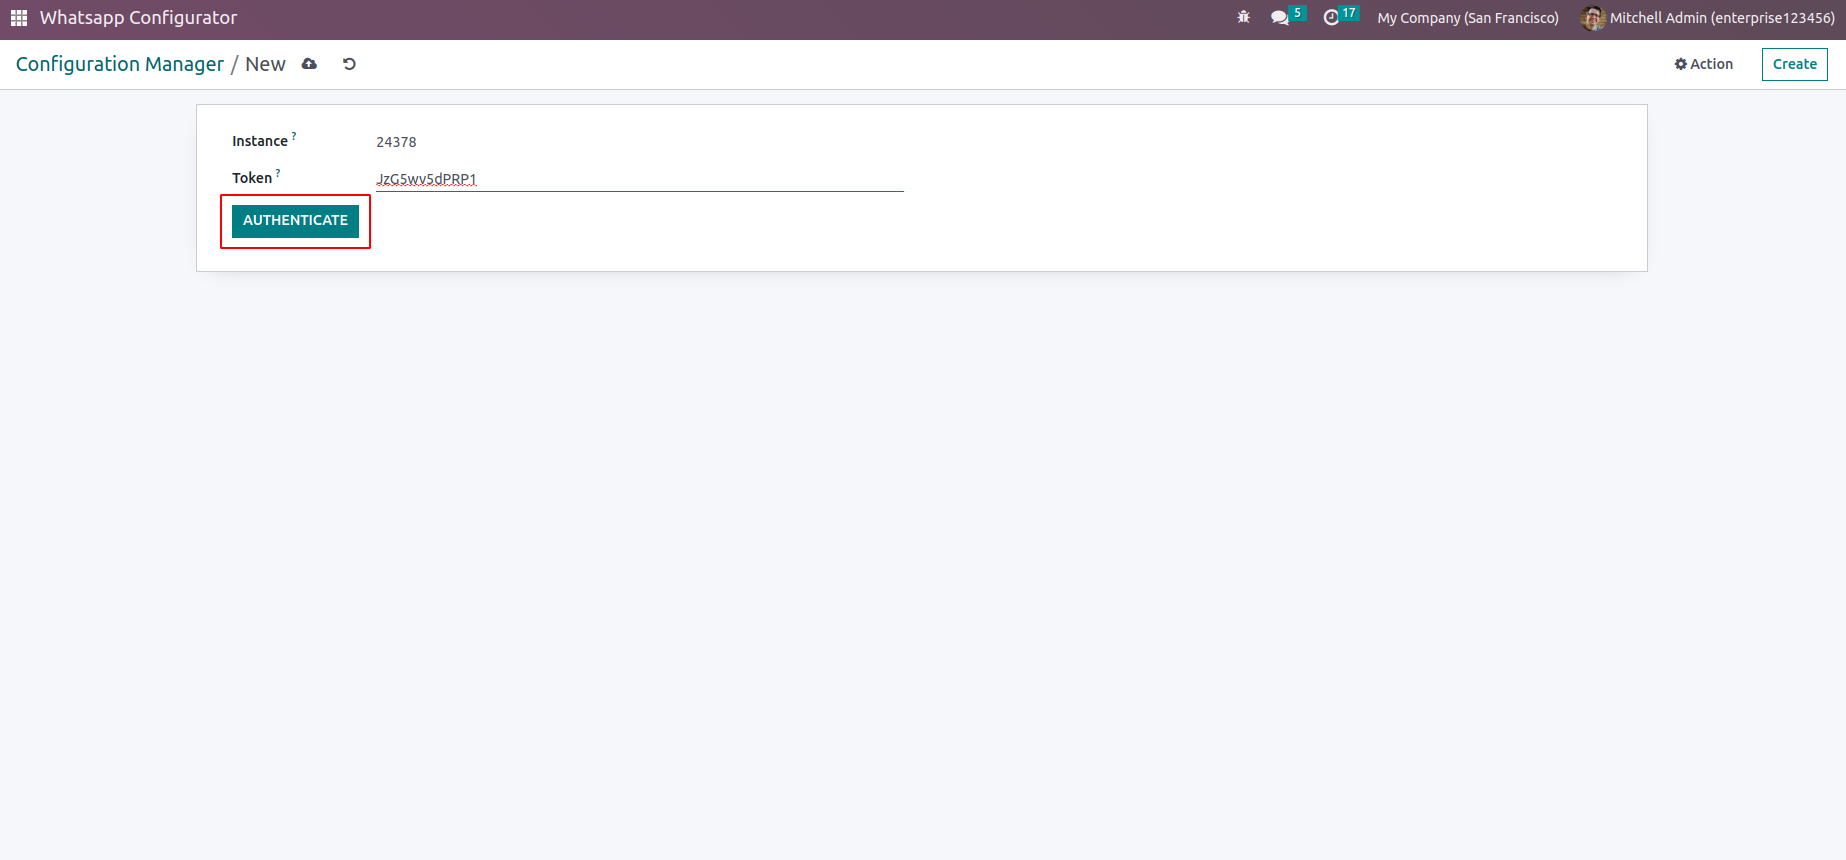 Whatsapp Configurator 5 17 My Company (San Francisco) Mitchell Admin (enterprise123456)
Configuration Manager / New Action Create
Instance ? 24378
Token ? JzG5wv5dPRP1
AUTHENTICATE